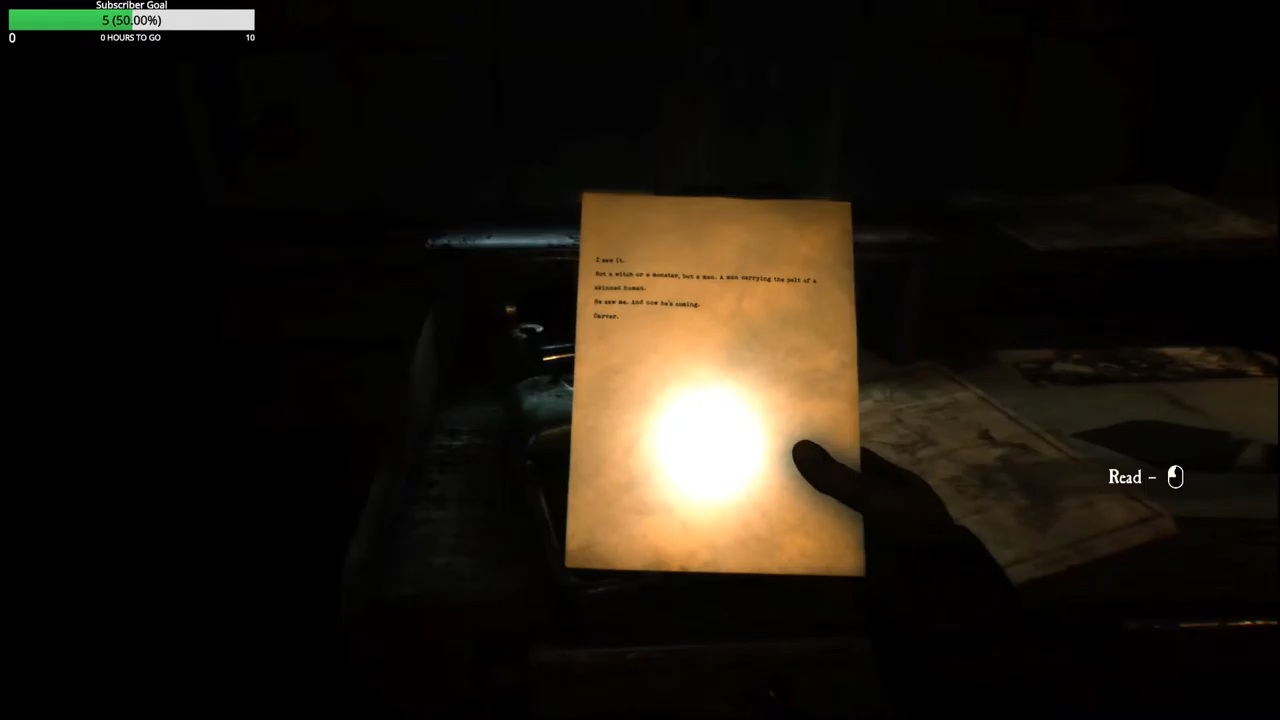 Subscriber Goal
5 (50.00%)
0 0 HOURS TO GO 10
I saw it.
Not a witch or a monster, but a man. A man carrying the pelt of a
skinned human.
He saw me. And now he's coming.
Carver.
Read -